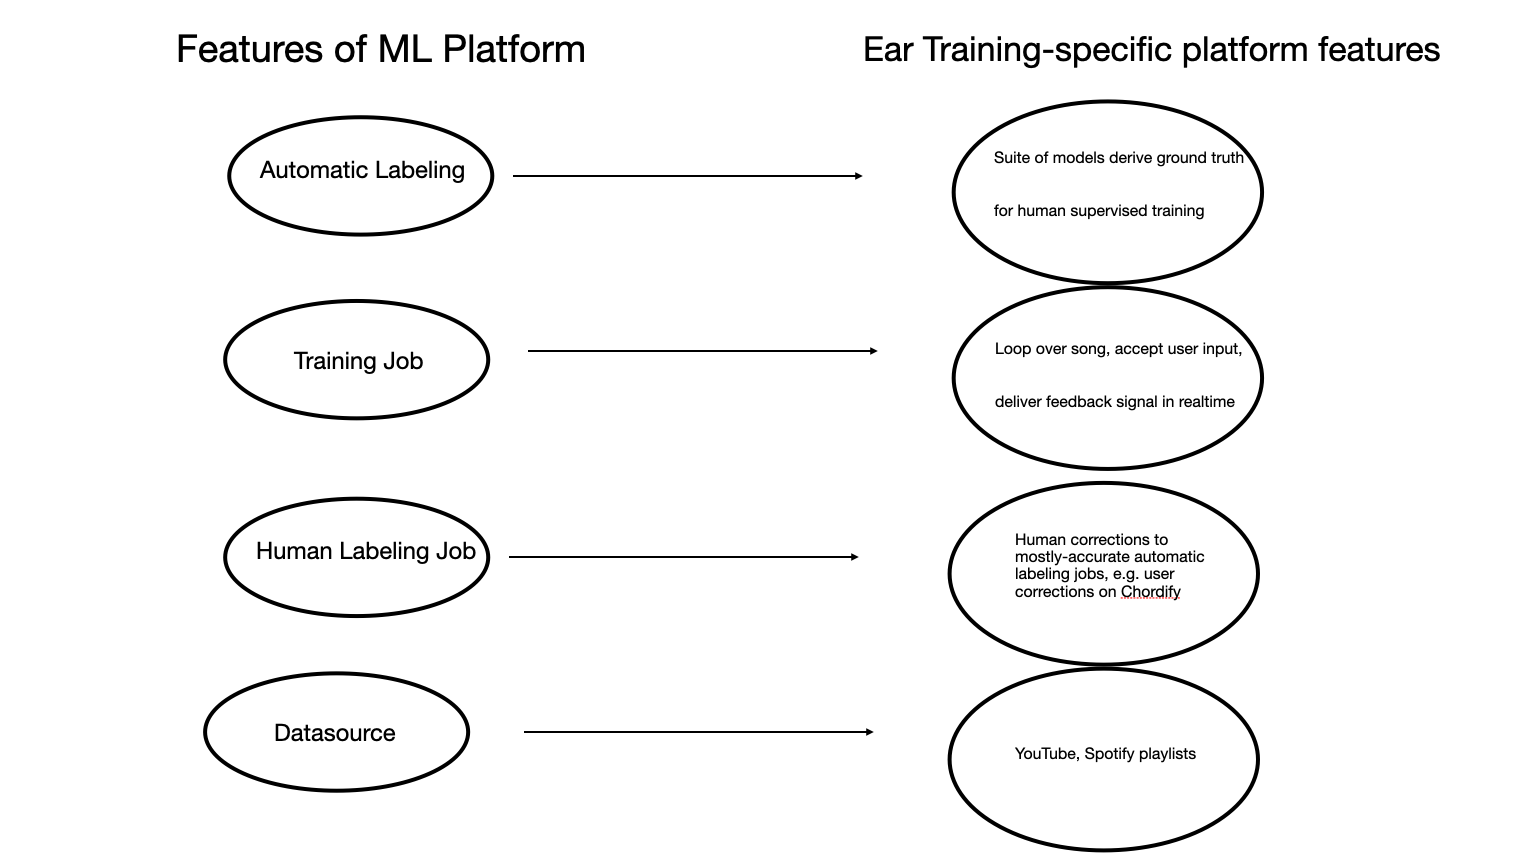 Features of ML Platform
Ear Training-specific platform features
Automatic Labeling
Suite of models derive ground truth
for human supervised training
Training Job
Loop over song, accept user input,
deliver feedback signal in realtime
Human Labeling Job
Human corrections to
mostly-accurate automatic
labeling jobs, e.g. user
corrections on Chordify
Datasource
YouTube, Spotify playlists